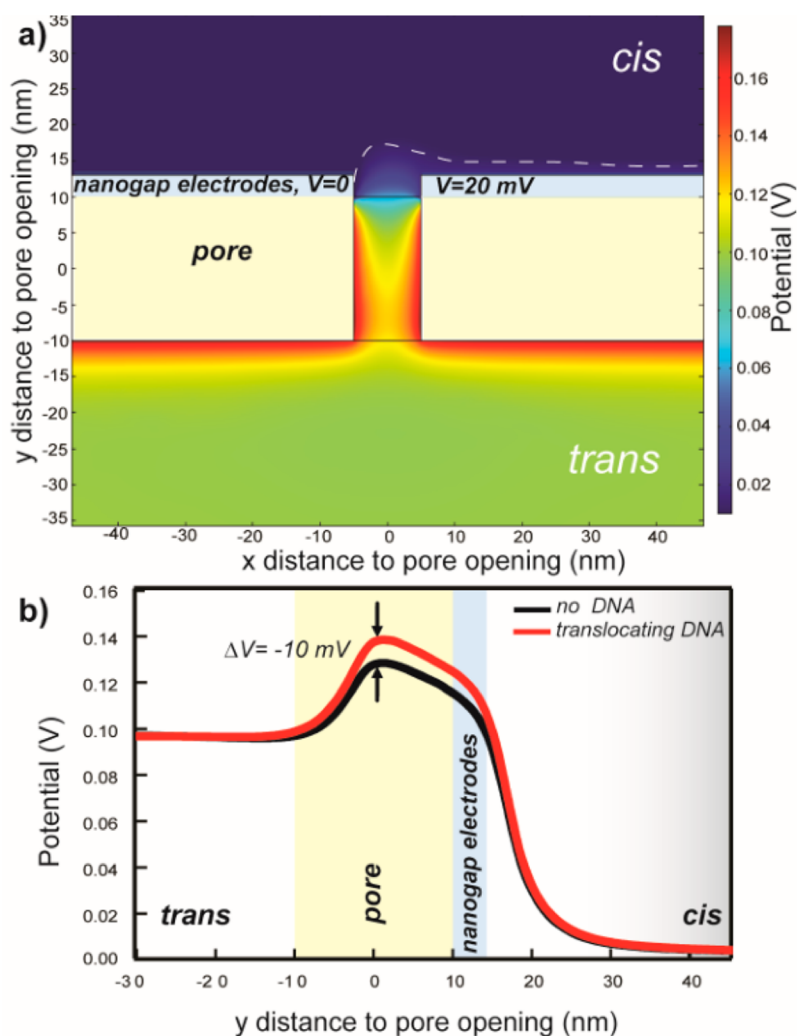 a)
cis
nanogap electrodes, V=0
V=20 mV
pore
trans
y distance to pore opening (nm)
35
30
25
20
15
10
5
0
-5
-10
-15
-20
-25
-30
-35
-40
-30
-20
-10
0
10
20
30
40
x distance to pore opening (nm)
0.16
0.14
0.12
0.10
0.08
0.06
0.04
0.02
Potential (V)
b)
no DNA
translocating DNA
ΔV= -10 mV
Potential (V)
0.16
0.14
0.12
0.10
0.08
0.06
0.04
0.02
0.00
trans
pore
nanogap electrodes
cis
-30
-20
-10
0
10
20
30
40
y distance to pore opening (nm)